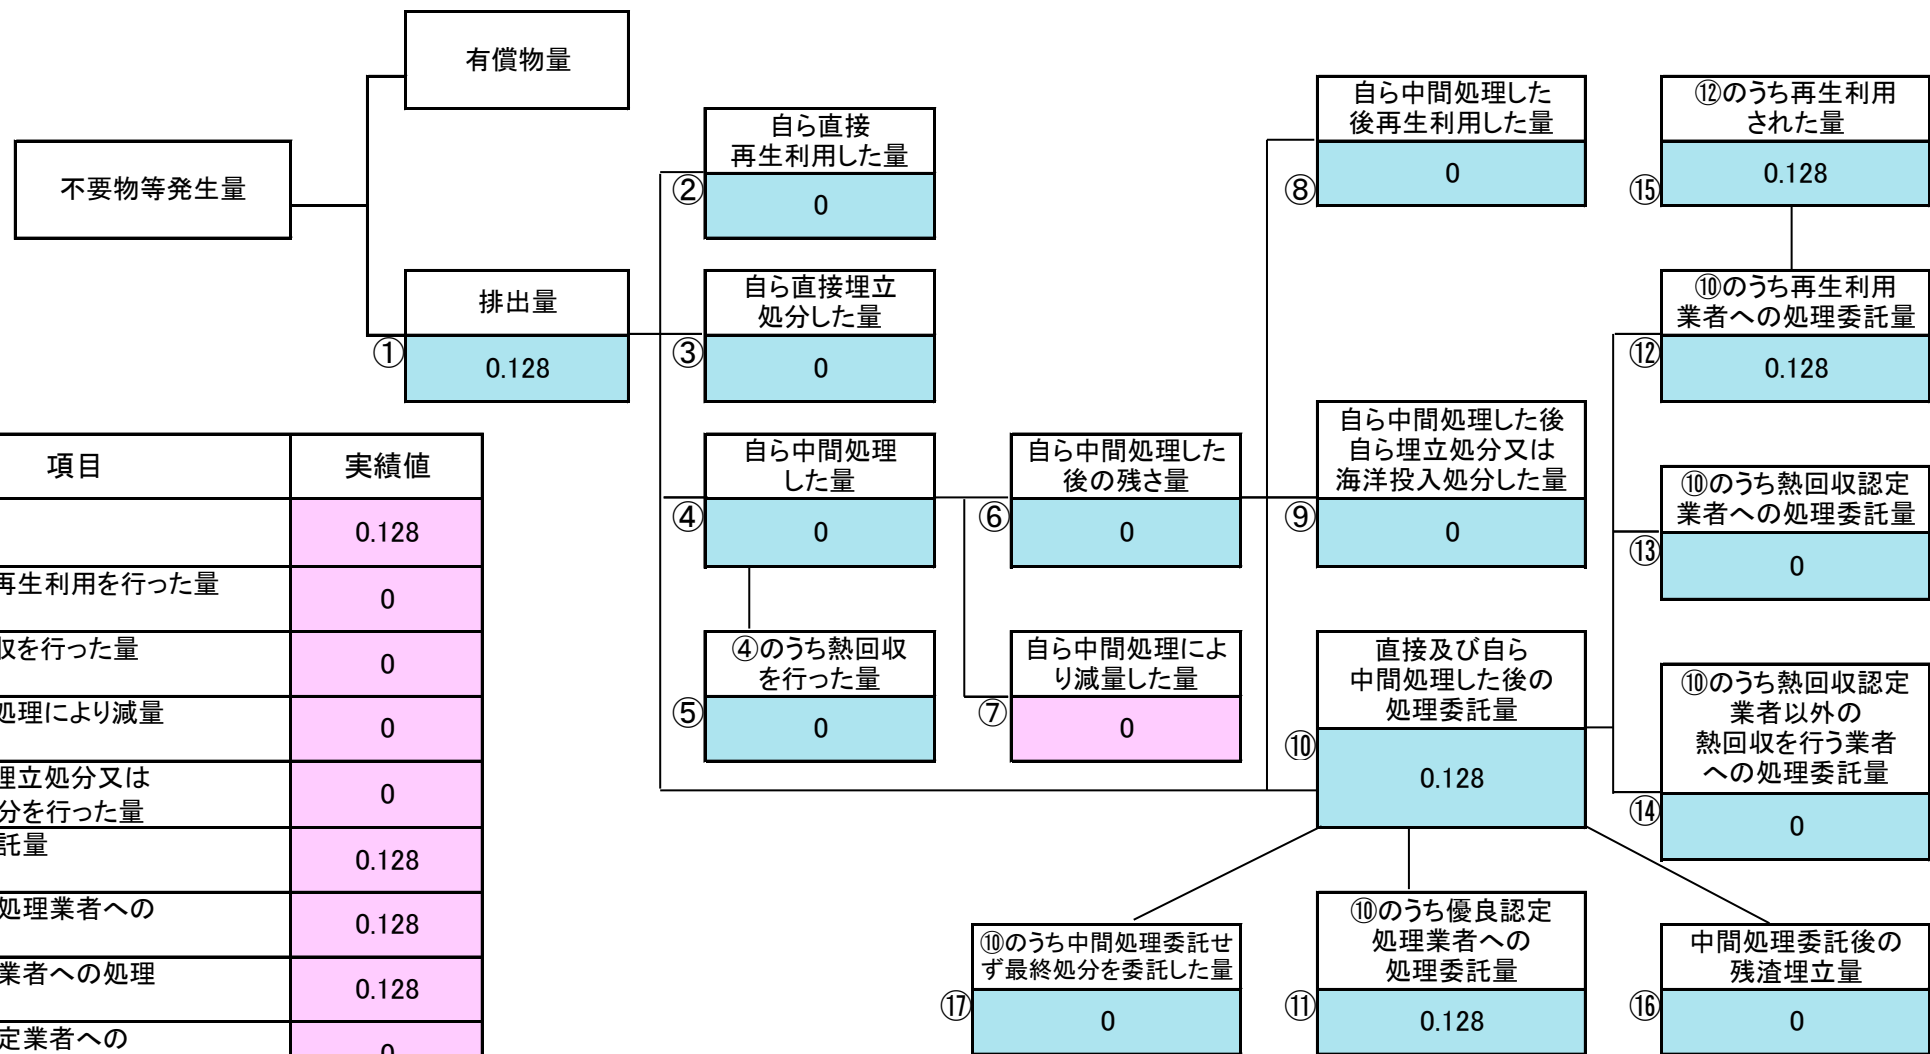 有償物量
不要物等発生量
排出量
①
0.128
自ら直接
再生利用した量
②
0
自ら直接埋立
処分した量
③
0
自ら中間処理
した量
④
0
④のうち熱回収
を行った量
⑤
0
自ら中間処理した
後の残さ量
⑥
0
自ら中間処理によ
り減量した量
⑦
0
自ら中間処理した
後再生利用した量
⑧
0
自ら中間処理した後
自ら埋立処分又は
海洋投入処分した量
⑨
0
直接及び自ら
中間処理した後の
処理委託量
⑩
0.128
⑩のうち優良認定
処理業者への
処理委託量
⑪
0.128
⑫のうち再生利用
された量
⑮
0.128
⑩のうち再生利用
業者への処理委託量
⑫
0.128
⑩のうち熱回収認定
業者への処理委託量
⑬
0
⑩のうち熱回収認定
業者以外の
熱回収を行う業者
への処理委託量
⑭
0
中間処理委託後の
残渣埋立量
⑯
0
⑩のうち中間処理委託せ
ず最終処分を委託した量
⑰
0
項目 実績値
0.128
再生利用を行った量 0
収を行った量 0
処理により減量 0
埋立処分又は
分を行った量 0
託量 0.128
処理業者への 0.128
業者への処理 0.128
定業者への 0